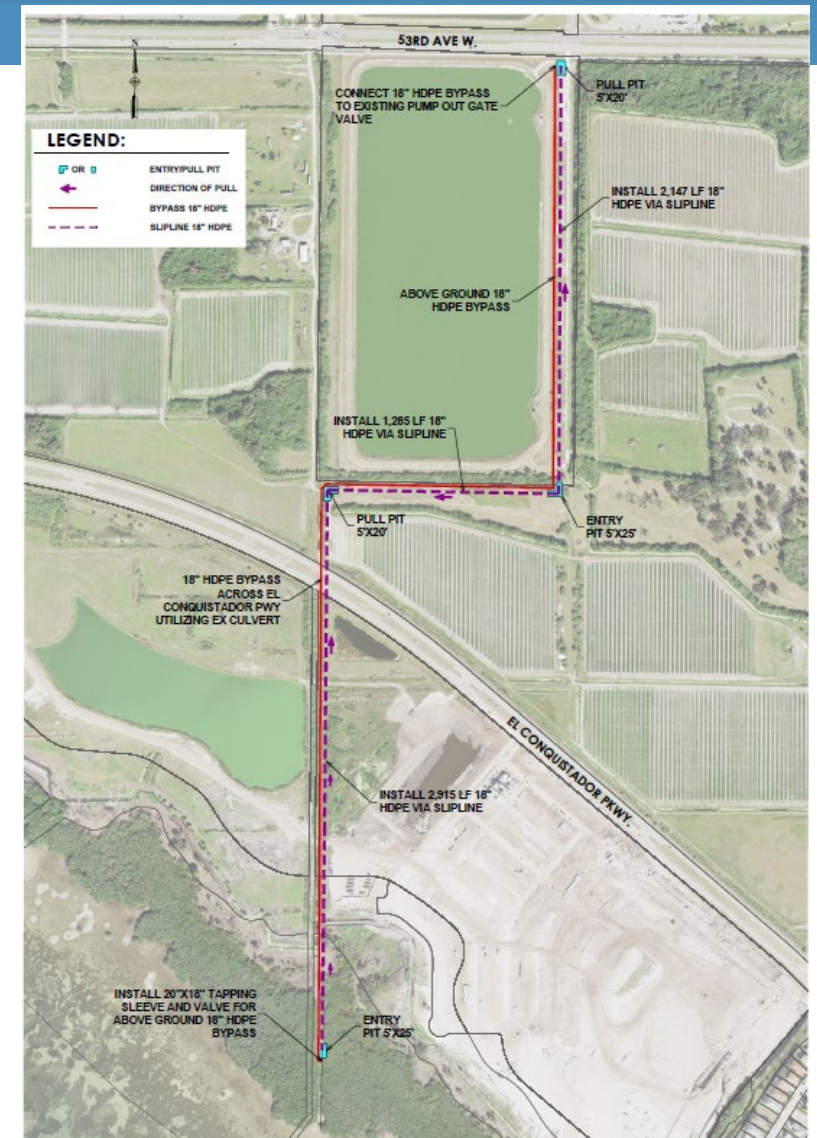 53RD AVE W.
N
CONNECT 18" HDPE BYPASS
TO EXISTING PUMP OUT GATE
VALVE
PULL PIT
5'X20'
LEGEND:
OR
ENTRY/PULL PIT
DIRECTION OF PULL
BYPASS 18" HDPE
SLIPLINE 18" HDPE
INSTALL 2,147 LF 18"
HDPE VIA SLIPLINE
ABOVE GROUND 18"
HDPE BYPASS
INSTALL 1,285 LF 18"
HDPE VIA SLIPLINE
PULL PIT
5'X20'
ENTRY
PIT 5'X25'
18" HDPE BYPASS
ACROSS EL
CONQUISTADOR PWY
UTILIZING EX CULVERT
EL CONQUISTADOR PKWY.
INSTALL 2,915 LF 18"
HDPE VIA SLIPLINE
INSTALL 20"X18" TAPPING
SLEEVE AND VALVE FOR
ABOVE GROUND 18" HDPE
BYPASS
ENTRY
PIT 5'X25'